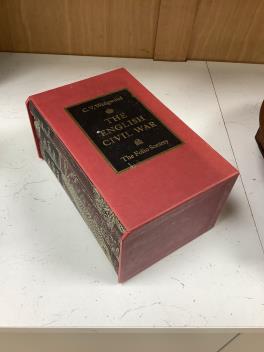 C.V. Wedgwood
THE
ENGLISH
CIVIL WAR
The Folio Society